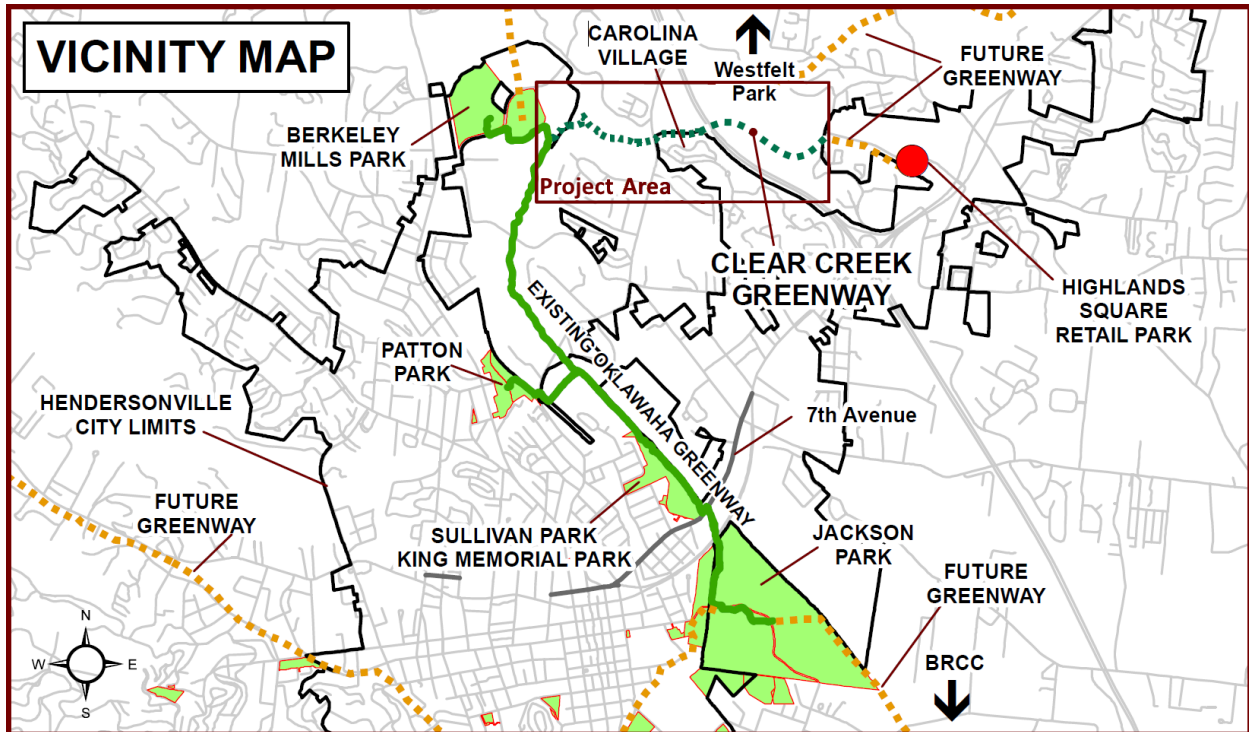 VICINITY MAP
CAROLINA
VILLAGE
Westfelt
Park
FUTURE
GREENWAY
BERKELEY
MILLS PARK
Project Area
CLEAR CREEK
GREENWAY
HIGHLANDS
SQUARE
RETAIL PARK
EXISTING OKLAWAHA GREENWAY
PATTON
PARK
HENDERSONVILLE
CITY LIMITS
7th Avenue
FUTURE
GREENWAY
SULLIVAN PARK
KING MEMORIAL PARK
JACKSON
PARK
FUTURE
GREENWAY
BRCC
N
W
E
S